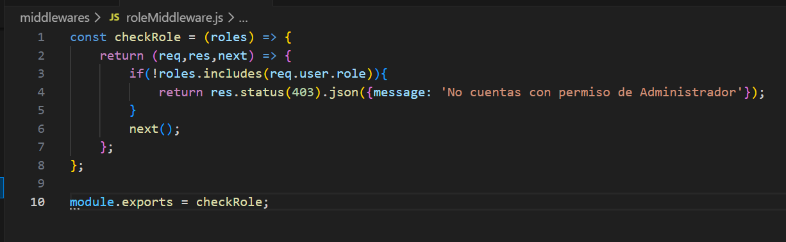 middlewares > JS roleMiddleware.js > ...
1 const checkRole = (roles) => {
2 return (req,res,next) => {
3 if(!roles.includes(req.user.role)){
4 return res.status(403).json({message: 'No cuentas con permiso de Administrador'});
5 }
6 next();
7 };
8 };
9
10 module.exports = checkRole;